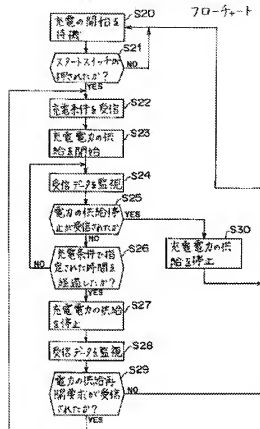 フローチャート
S20
充電の開始を
待機
S21
スタートスイッチが
押されたか?
NO
YES
S22
充電条件を受信
S23
充電電力の供
給を開始
S24
受信データを監視
S25
電力の供給停
止が受信されたか
YES
NO
S30
充電電力の供
給を停止
S26
充電条件で指
定された時間を
経過したか?
NO
YES
S27
充電電力の供給
を停止
S28
受信データを監視
S29
電力の供給再
開要求が受信
されたか?
NO
YES